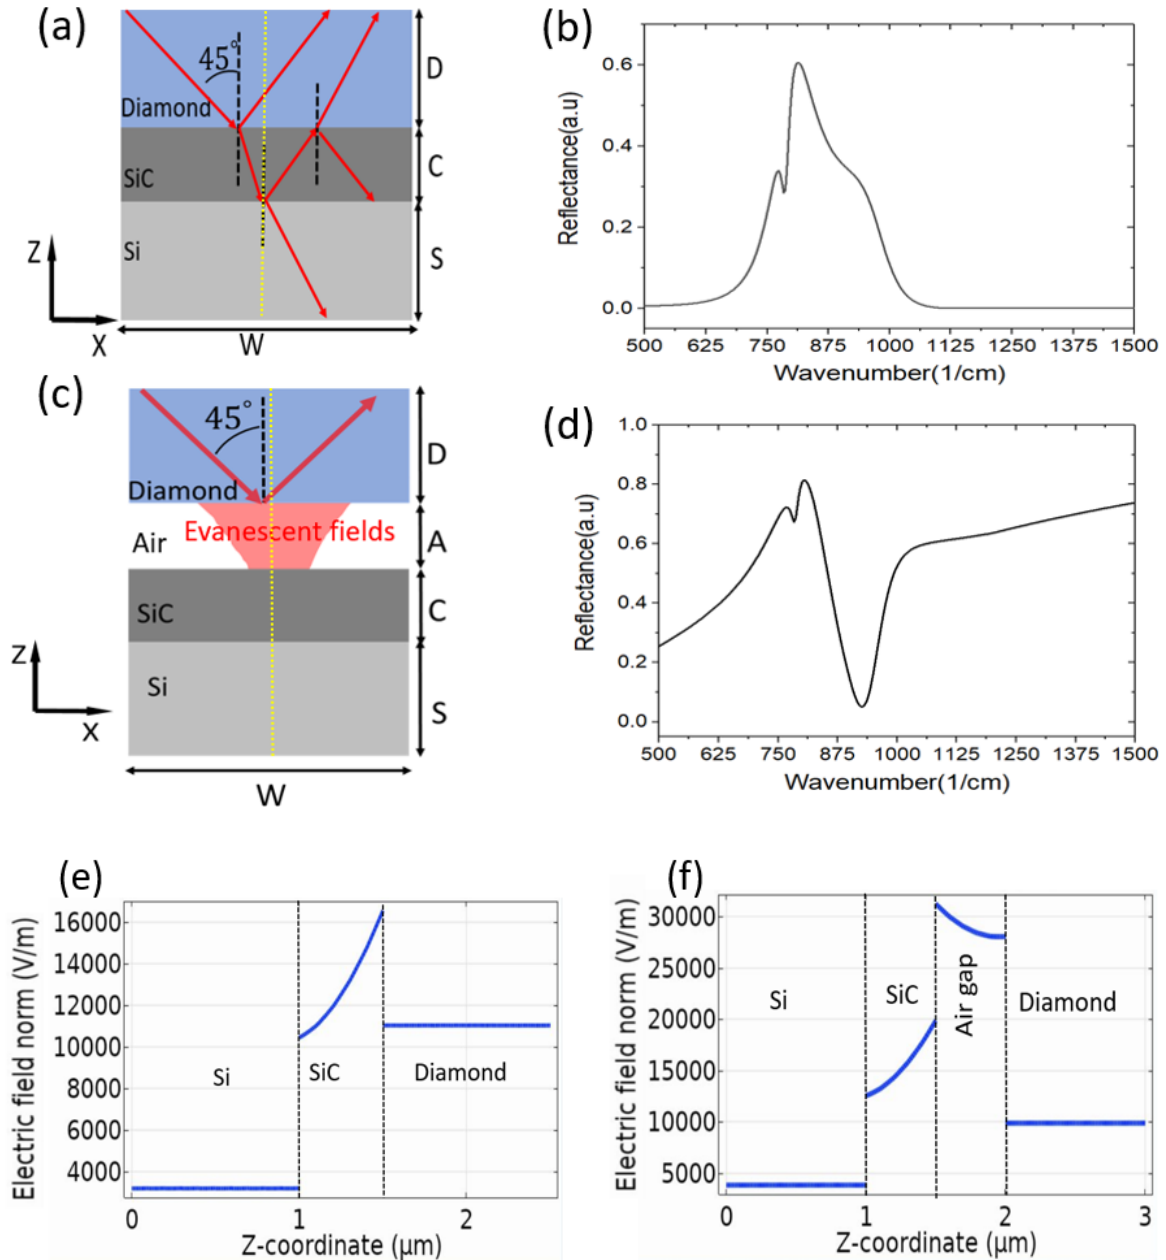 (a)
45°
Diamond
D
SiC
C
Si
S
Z
X
W
(b)
Reflectance(a.u)
0.6
0.4
0.2
0.0
500 625 750 875 1000 1125 1250 1375 1500
Wavenumber(1/cm)
(c)
45°
Diamond
D
Evanescent fields
Air
A
SiC
C
Si
S
Z
X
W
(d)
Reflectance(a.u)
1.0
0.8
0.6
0.4
0.2
0.0
500 625 750 875 1000 1125 1250 1375 1500
Wavenumber(1/cm)
(e)
Electric field norm (V/m)
16000
14000
12000
10000
8000
6000
4000
Si
SiC
Diamond
0 1 2
Z-coordinate (μm)
(f)
Electric field norm (V/m)
30000
25000
20000
15000
10000
5000
Si
SiC
Air gap
Diamond
0 1 2 3
Z-coordinate (μm)